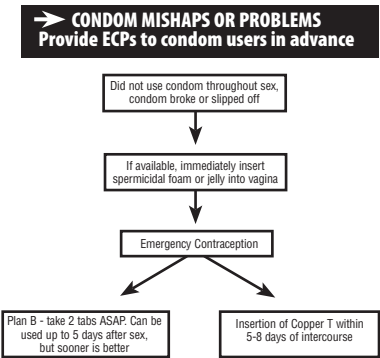 CONDOM MISHAPS OR PROBLEMS
Provide ECPs to condom users in advance
Did not use condom throughout sex,
condom broke or slipped off
If available, immediately insert
spermicidal foam or jelly into vagina
Emergency Contraception
Plan B - take 2 tabs ASAP. Can be
used up to 5 days after sex,
but sooner is better
Insertion of Copper T within
5-8 days of intercourse